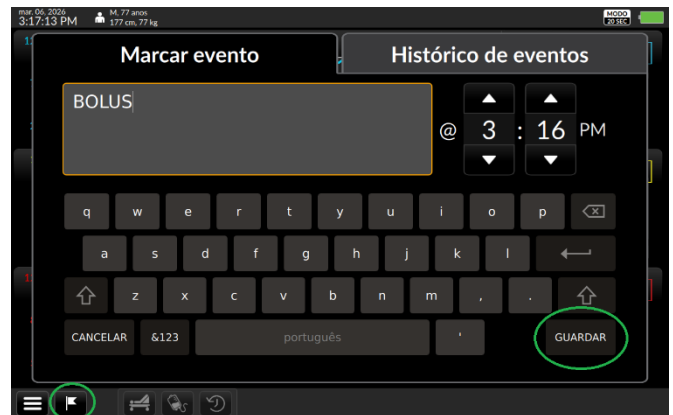 mar. 06, 2026
3:17:13 PM
M, 77 anos
177 cm, 77 kg
MODO
20 SEC
Marcar evento
Histórico de eventos
BOLUS
@ 3 : 16 PM
q w e r t y u i o p
a s d f g h j k l
z x c v b n m , .
CANCELAR &123 português ' GUARDAR